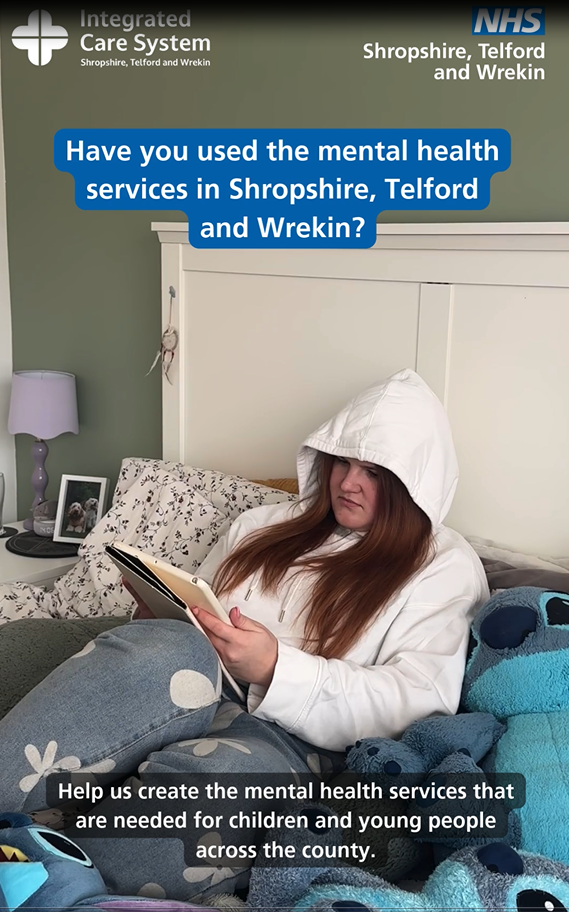 Integrated
Care System
Shropshire, Telford and Wrekin
NHS
Shropshire, Telford
and Wrekin
Have you used the mental health
services in Shropshire, Telford
and Wrekin?
Help us create the mental health services that
are needed for children and young people
across the county.